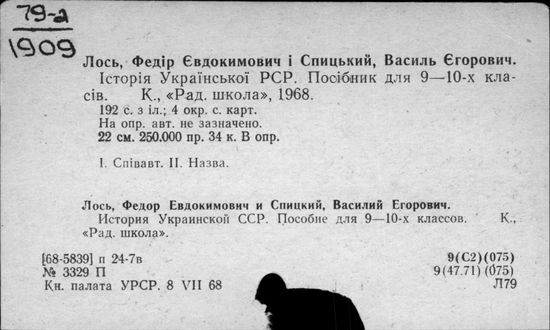 79-a
1909
Лось, Федір Євдокимович і Спицький, Василь Єгорович.
Історія Української РСР. Посібник для 9—10-х кла-
сів. К., «Рад. школа», 1968.
192 с. з іл.; 4 окр. с. карт.
На опр. авт. не зазначено.
22 см. 250.000 пр. 34 к. В опр.
I. Співавт. II. Назва.
Лось, Федор Евдокимович и Спицкий, Василий Егорович.
История Украинской ССР. Пособие для 9—10-х классов. К.,
«Рад. школа».
[68-5839] п 24-7в 9(С2)(075)
№ 3329 П 9(47.71)(075)
Кн. палата УРСР. 8 VII 68 Л79